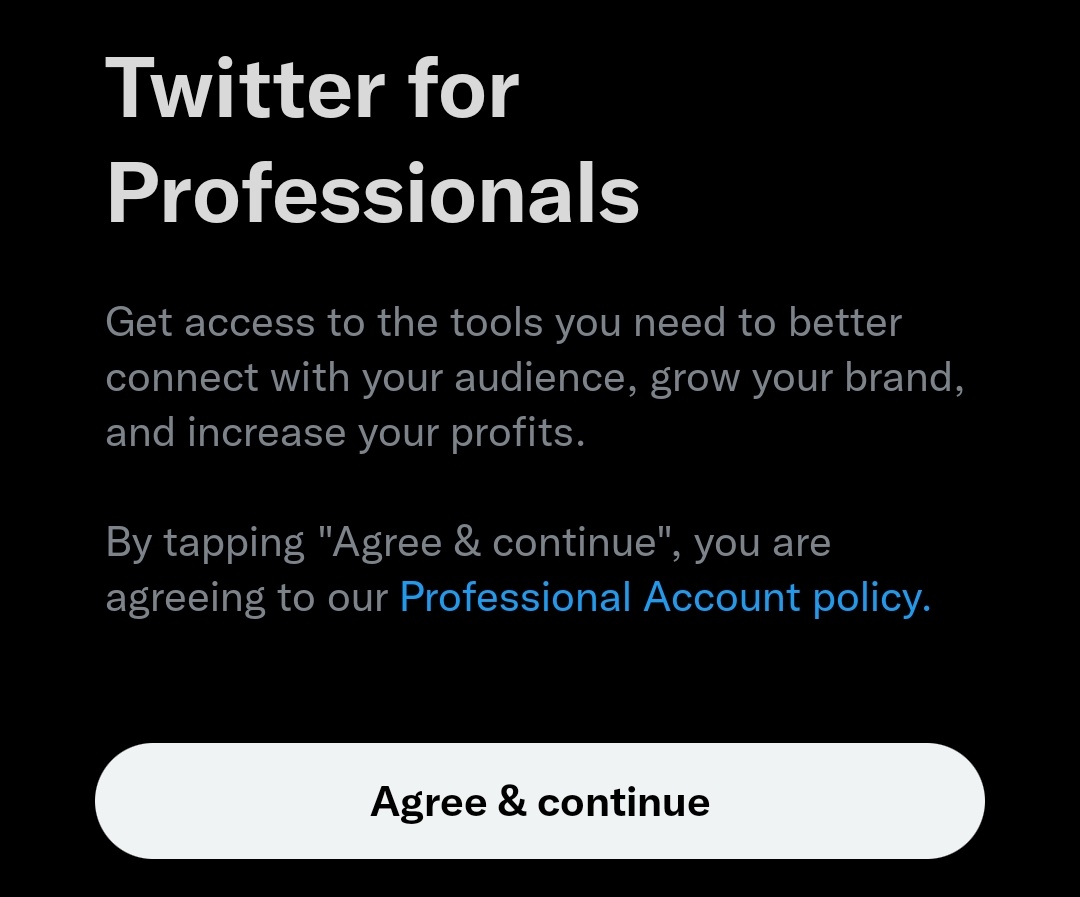 Twitter for
Professionals
Get access to the tools you need to better
connect with your audience, grow your brand,
and increase your profits.
By tapping "Agree & continue", you are
agreeing to our Professional Account policy.
Agree & continue